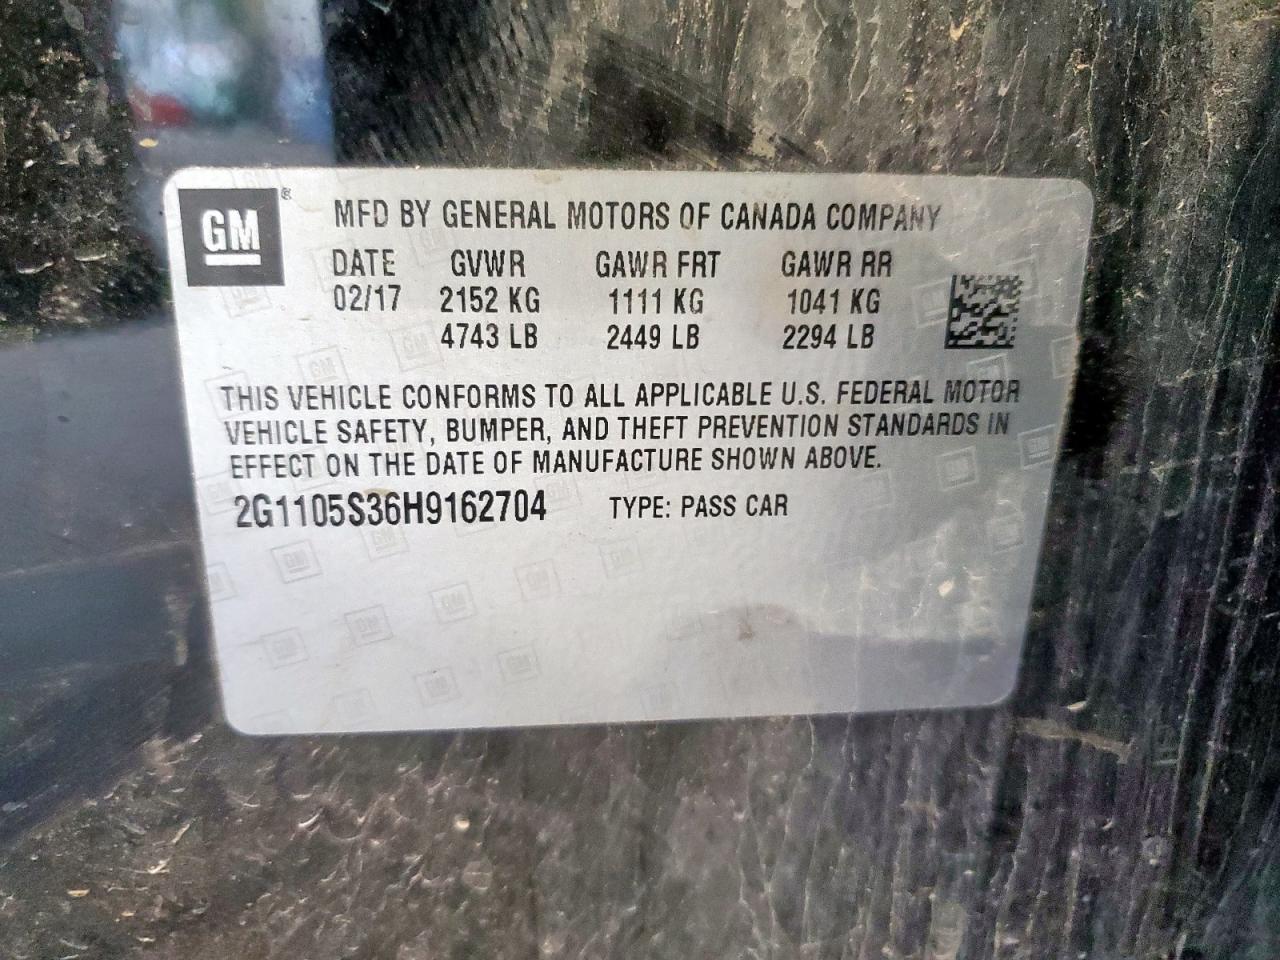 GM
MFD BY GENERAL MOTORS OF CANADA COMPANY
DATE GVWR GAWR FRT GAWR RR
02/17 2152 KG 1111 KG 1041 KG
4743 LB 2449 LB 2294 LB
THIS VEHICLE CONFORMS TO ALL APPLICABLE U.S. FEDERAL MOTOR
VEHICLE SAFETY, BUMPER, AND THEFT PREVENTION STANDARDS IN
EFFECT ON THE DATE OF MANUFACTURE SHOWN ABOVE.
2G1105S36H9162704 TYPE: PASS CAR